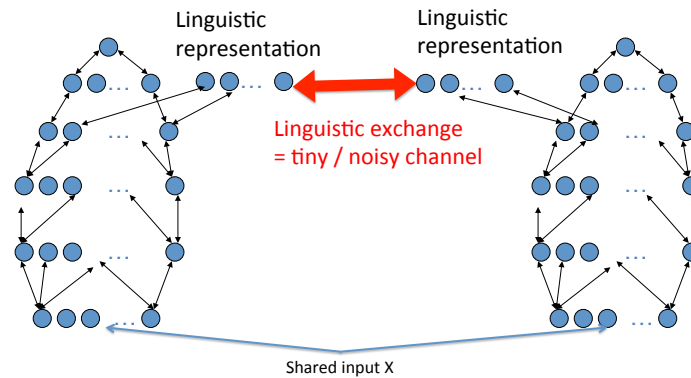 Linguistic
representation
Linguistic
representation
Linguistic exchange
= tiny / noisy channel
Shared input X